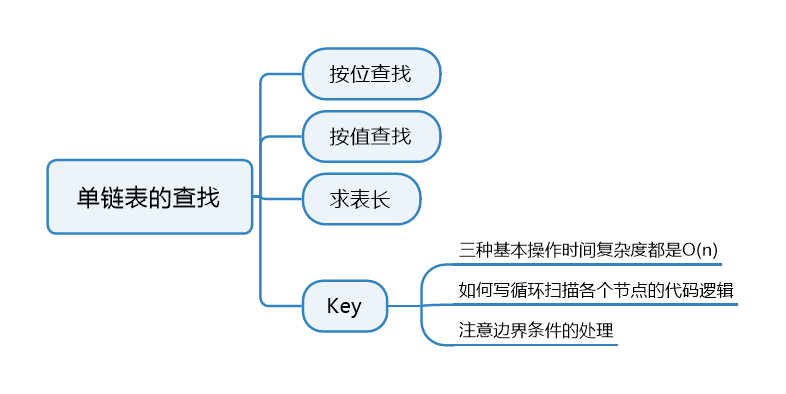 单链表的查找
按位查找
按值查找
求表长
Key
三种基本操作时间复杂度都是O(n)
如何写循环扫描各个节点的代码逻辑
注意边界条件的处理